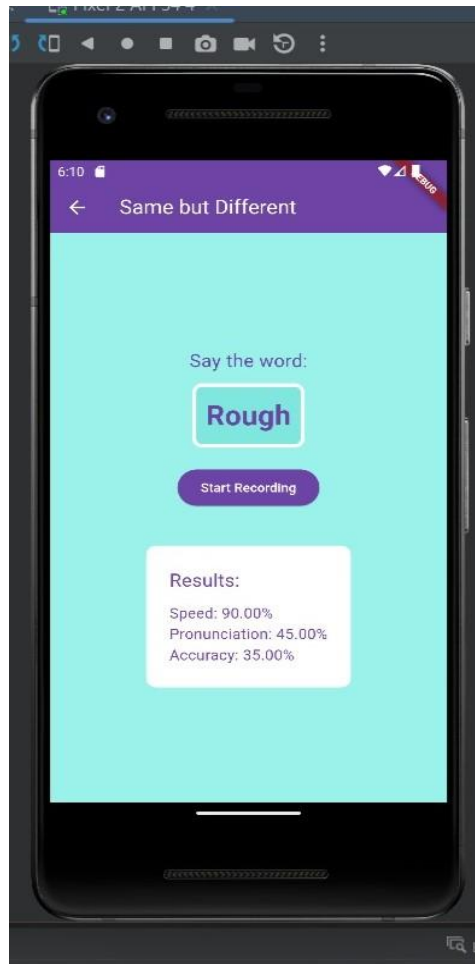 6:10
DEBUG
Same but Different
Say the word:
Rough
Start Recording
Results:
Speed: 90.00%
Pronunciation: 45.00%
Accuracy: 35.00%